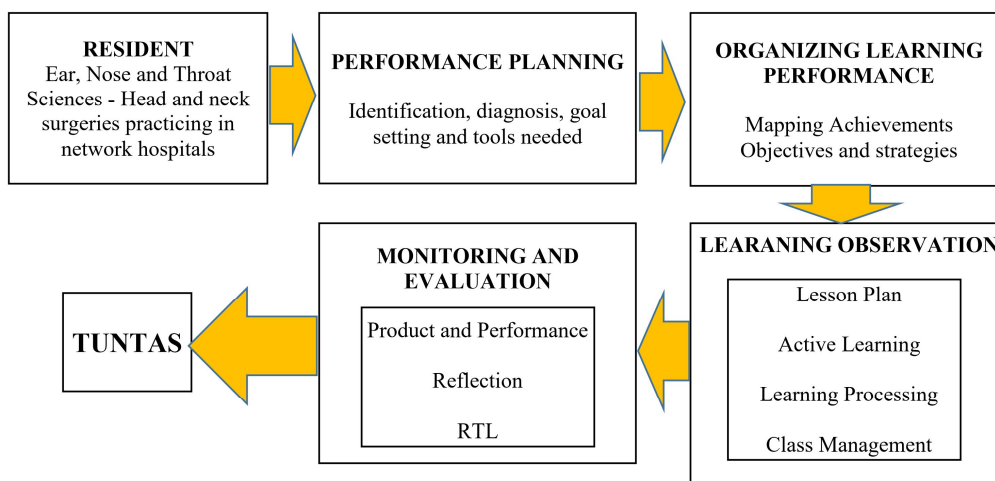 RESIDENT
Ear, Nose and Throat
Sciences - Head and neck
surgeries practicing in
network hospitals
PERFORMANCE PLANNING
Identification, diagnosis, goal
setting and tools needed
ORGANIZING LEARNING
PERFORMANCE
Mapping Achievements
Objectives and strategies
LEARANING OBSERVATION
Lesson Plan
Active Learning
Learning Processing
Class Management
MONITORING AND
EVALUATION
Product and Performance
Reflection
RTL
TUNTAS